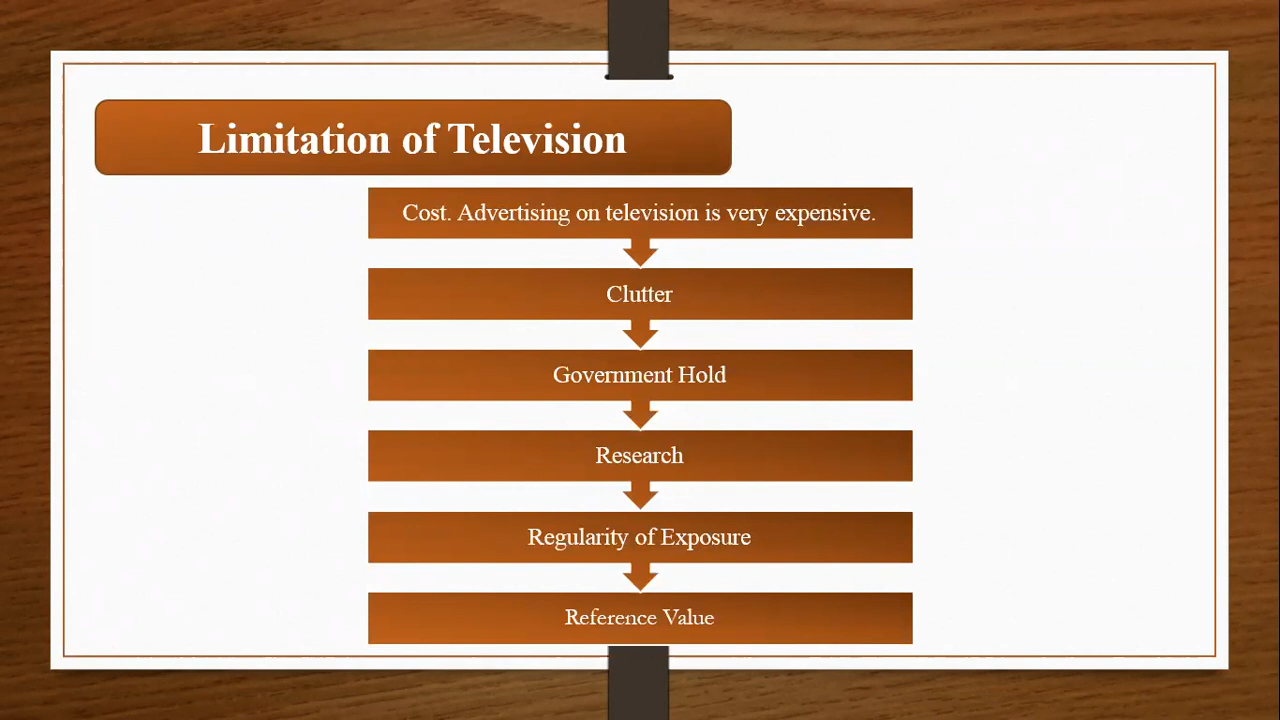 Limitation of Television
Cost. Advertising on television is very expensive.
Clutter
Government Hold
Research
Regularity of Exposure
Reference Value